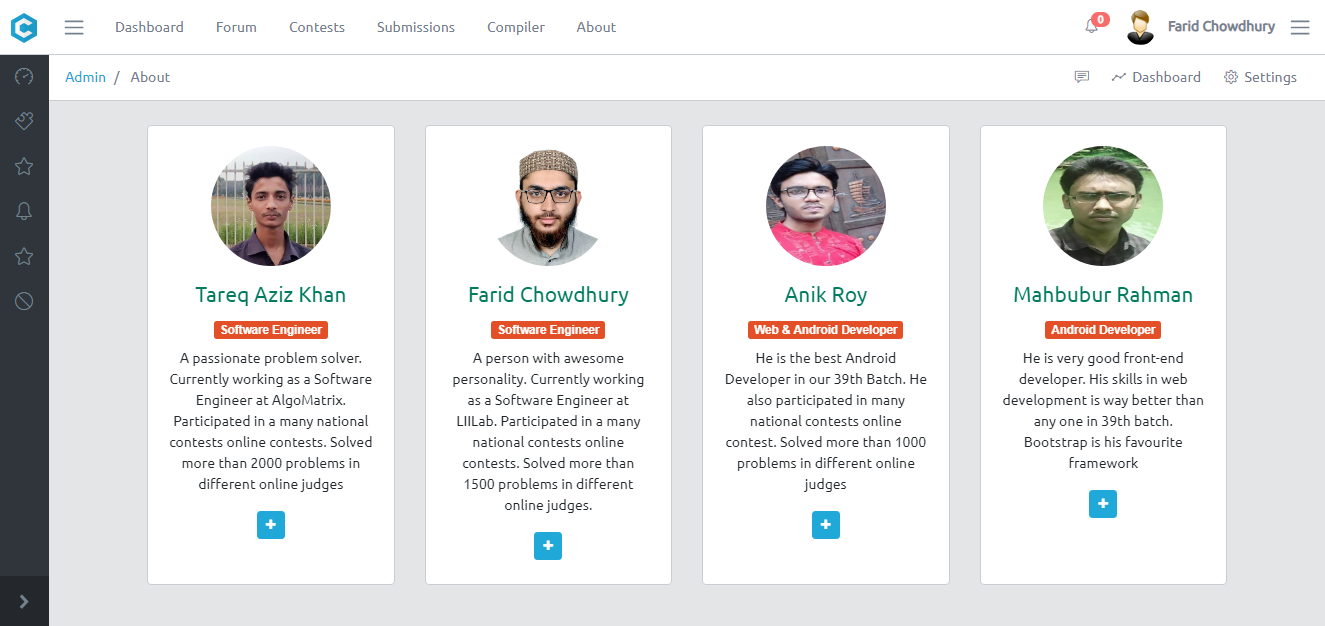 Dashboard Forum Contests Submissions Compiler About 0 Farid Chowdhury
Admin / About Dashboard Settings
Tareq Aziz Khan
Software Engineer
A passionate problem solver.
Currently working as a Software
Engineer at AlgoMatrix.
Participated in a many national
contests online contests. Solved
more than 2000 problems in
different online judges
Farid Chowdhury
Software Engineer
A person with awesome
personality. Currently working
as a Software Engineer at
LIILab. Participated in a many
national contests online
contests. Solved more than
1500 problems in different
online judges.
Anik Roy
Web & Android Developer
He is the best Android
Developer in our 39th Batch. He
also participated in many
national contests online
contest. Solved more than 1000
problems in different online
judges
Mahbubur Rahman
Android Developer
He is very good front-end
developer. His skills in web
development is way better than
any one in 39th batch.
Bootstrap is his favourite
framework